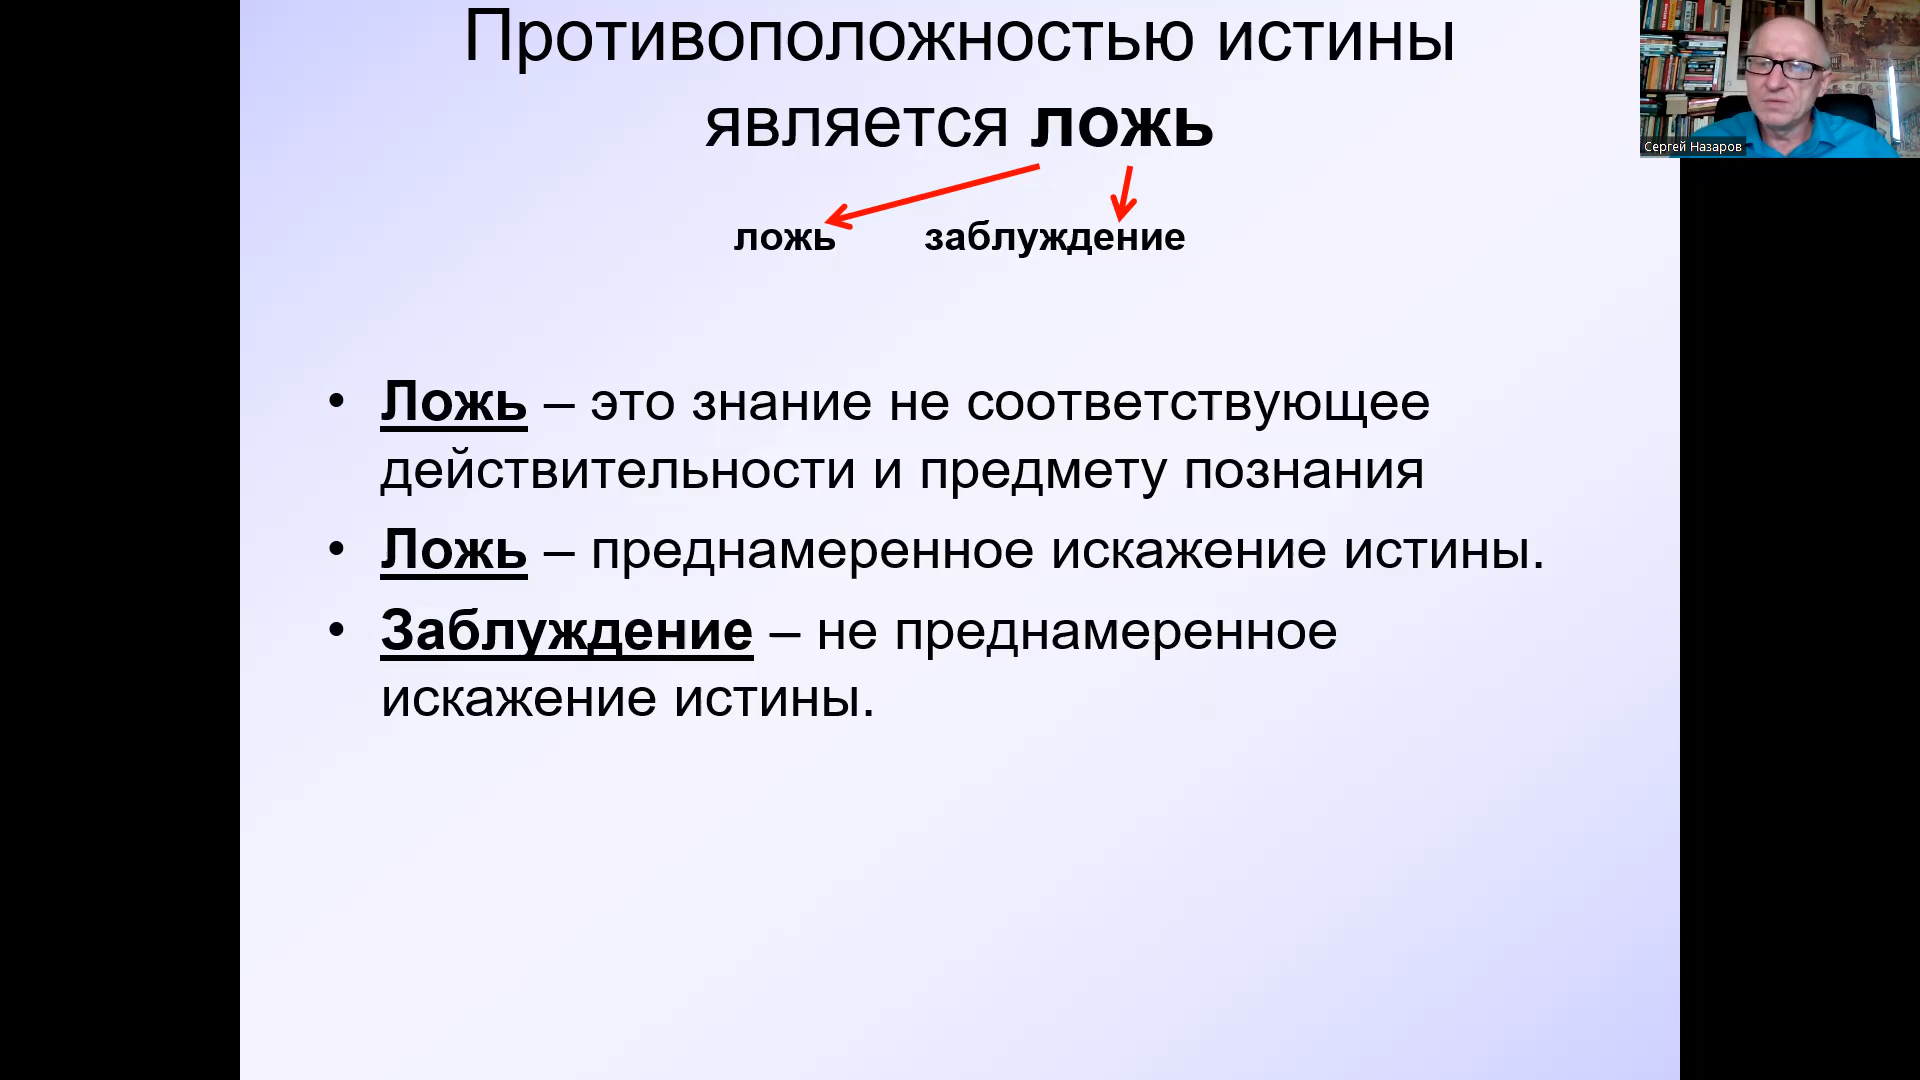 Противоположностью истины
является ложь
ложь заблуждение
• Ложь – это знание не соответствующее
действительности и предмету познания
• Ложь – преднамеренное искажение истины.
• Заблуждение – не преднамеренное
искажение истины.
Сергей Назаров